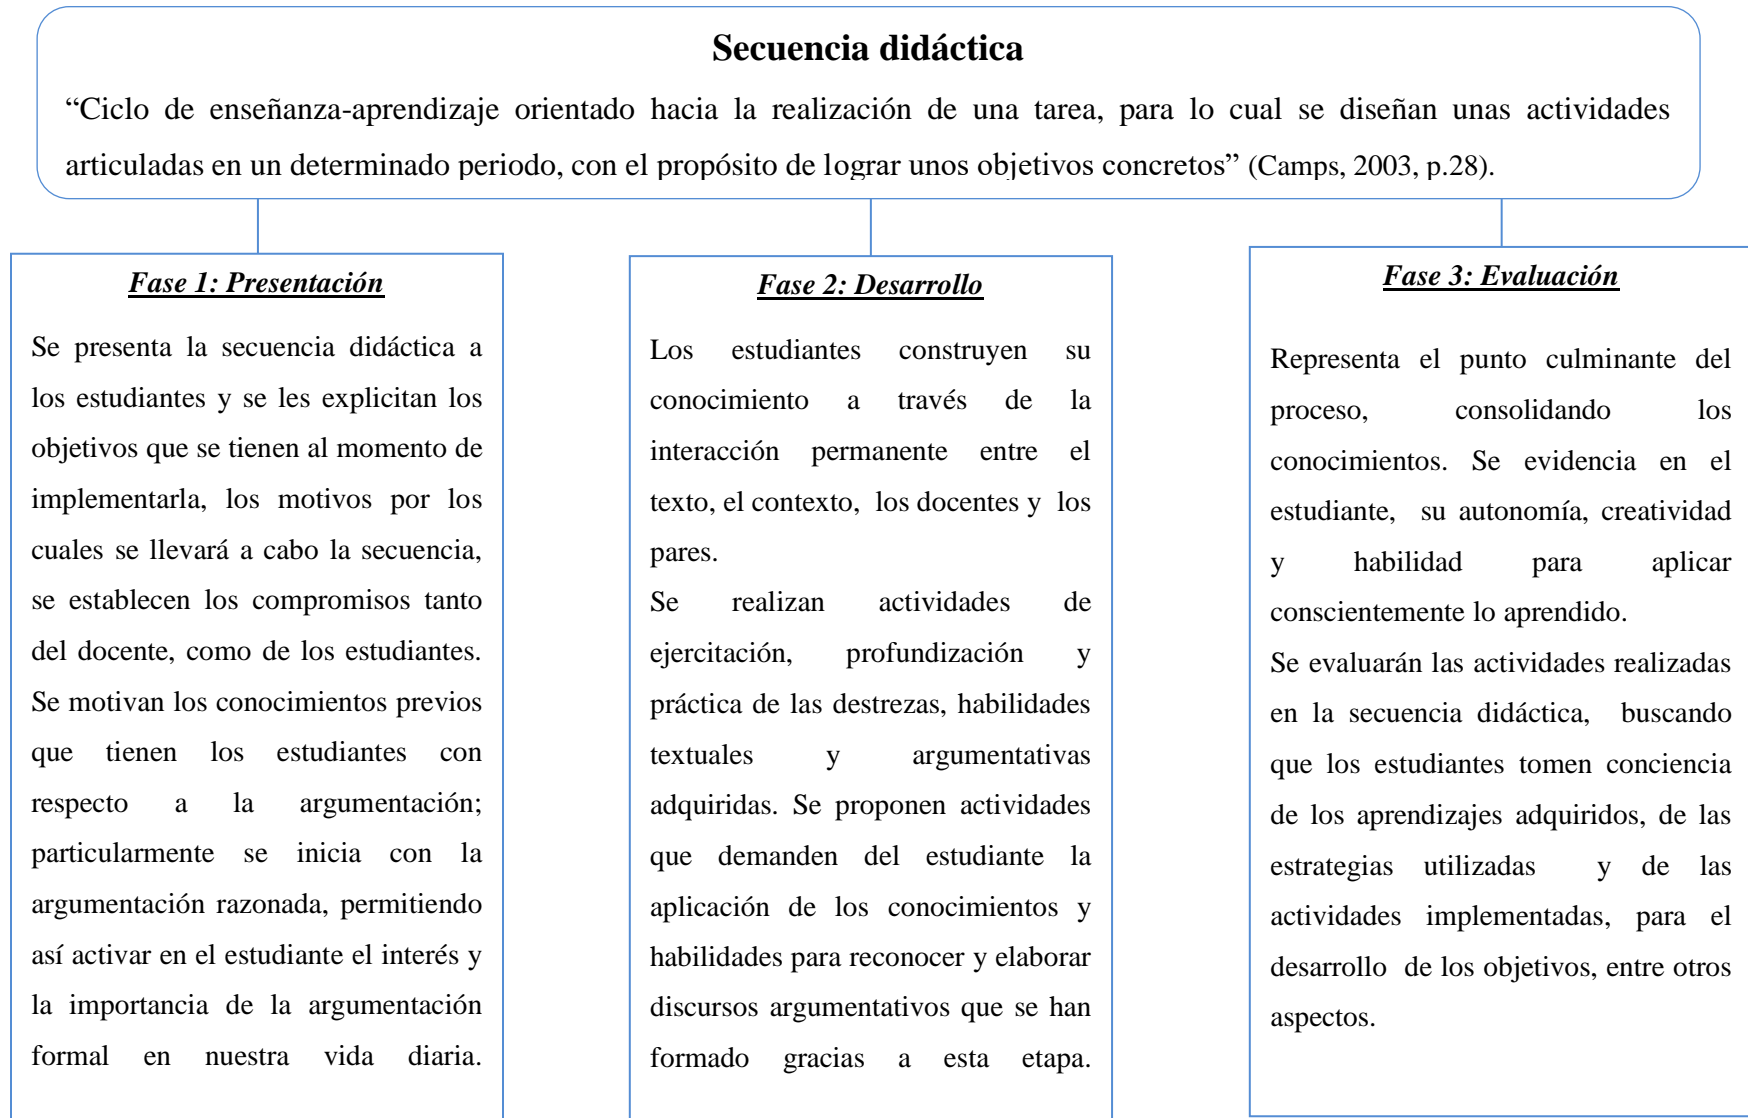 Secuencia didáctica
“Ciclo de enseñanza-aprendizaje orientado hacia la realización de una tarea, para lo cual se diseñan unas actividades
articuladas en un determinado periodo, con el propósito de lograr unos objetivos concretos” (Camps, 2003, p.28).
Fase 1: Presentación
Se presenta la secuencia didáctica a
los estudiantes y se les explicitan los
objetivos que se tienen al momento de
implementarla, los motivos por los
cuales se llevará a cabo la secuencia,
se establecen los compromisos tanto
del docente, como de los estudiantes.
Se motivan los conocimientos previos
que tienen los estudiantes con
respecto a la argumentación;
particularmente se inicia con la
argumentación razonada, permitiendo
así activar en el estudiante el interés y
la importancia de la argumentación
formal en nuestra vida diaria.
Fase 2: Desarrollo
Los estudiantes construyen su
conocimiento a través de la
interacción permanente entre el
texto, el contexto, los docentes y los
pares.
Se realizan actividades de
ejercitación, profundización y
práctica de las destrezas, habilidades
textuales y argumentativas
adquiridas. Se proponen actividades
que demanden del estudiante la
aplicación de los conocimientos y
habilidades para reconocer y elaborar
discursos argumentativos que se han
formado gracias a esta etapa.
Fase 3: Evaluación
Representa el punto culminante del
proceso, consolidando los
conocimientos. Se evidencia en el
estudiante, su autonomía, creatividad
y habilidad para aplicar
conscientemente lo aprendido.
Se evaluarán las actividades realizadas
en la secuencia didáctica, buscando
que los estudiantes tomen conciencia
de los aprendizajes adquiridos, de las
estrategias utilizadas y de las
actividades implementadas, para el
desarrollo de los objetivos, entre otros
aspectos.